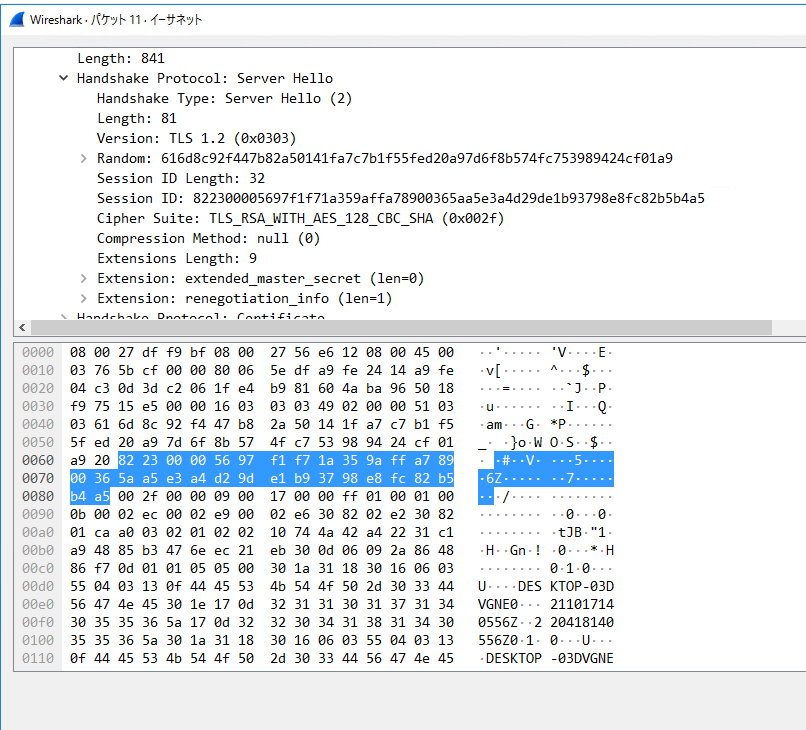 Wireshark · パケット 11 · イーサネット
Length: 841
Handshake Protocol: Server Hello
Handshake Type: Server Hello (2)
Length: 81
Version: TLS 1.2 (0x0303)
Random: 616d8c92f447b82a50141fa7c7b1f55fed20a97d6f8b574fc753989424cf01a9
Session ID Length: 32
Session ID: 822300005697f1f71a359affa78900365aa5e3a4d29de1b93798e8fc82b5b4a5
Cipher Suite: TLS_RSA_WITH_AES_128_CBC_SHA (0x002f)
Compression Method: null (0)
Extensions Length: 9
Extension: extended_master_secret (len=0)
Extension: renegotiation_info (len=1)
Handshake Protocol: Certificate
0000 08 00 27 df f9 bf 08 00 27 56 e6 12 08 00 45 00 ··'····· 'V····E·
0010 03 76 5b cf 00 00 80 06 5e df a9 fe 24 14 a9 fe ·v[····· ^···$···
0020 04 c3 0d 3d c2 06 1f e4 b9 81 60 4a ba 96 50 18 ···=···· ··`J··P·
0030 f9 75 15 e5 00 00 16 03 03 03 49 02 00 00 51 03 ·u······ ··I···Q·
0040 03 61 6d 8c 92 f4 47 b8 2a 50 14 1f a7 c7 b1 f5 ·am···G· *P······
0050 5f ed 20 a9 7d 6f 8b 57 4f c7 53 98 94 24 cf 01 _· ·}o·W O·S··$··
0060 a9 20 82 23 00 00 56 97 f1 f7 1a 35 9a ff a7 89 · ·#··V· ···5····
0070 00 36 5a a5 e3 a4 d2 9d e1 b9 37 98 e8 fc 82 b5 ·6Z····· ··7·····
0080 b4 a5 00 2f 00 00 09 00 17 00 00 ff 01 00 01 00 ···/···· ········
0090 0b 00 02 ec 00 02 e9 00 02 e6 30 82 02 e2 30 82 ········ ··0···0·
00a0 01 ca a0 03 02 01 02 02 10 74 4a 42 a4 22 31 c1 ········ ·tJB·"1·
00b0 a9 48 85 b3 47 6e ec 21 eb 30 0d 06 09 2a 86 48 ·H··Gn·! ·0···*·H
00c0 86 f7 0d 01 01 05 05 00 30 1a 31 18 30 16 06 03 ········ 0·1·0···
00d0 55 04 03 13 0f 44 45 53 4b 54 4f 50 2d 30 33 44 U····DES KTOP-03D
00e0 56 47 4e 45 30 1e 17 0d 32 31 31 30 31 37 31 34 VGNE0··· 21101714
00f0 30 35 35 36 5a 17 0d 32 32 30 34 31 38 31 34 30 0556Z··2 20418140
0100 35 35 36 5a 30 1a 31 18 30 16 06 03 55 04 03 13 556Z0·1· 0···U···
0110 0f 44 45 53 4b 54 4f 50 2d 30 33 44 56 47 4e 45 ·DESKTOP -03DVGNE